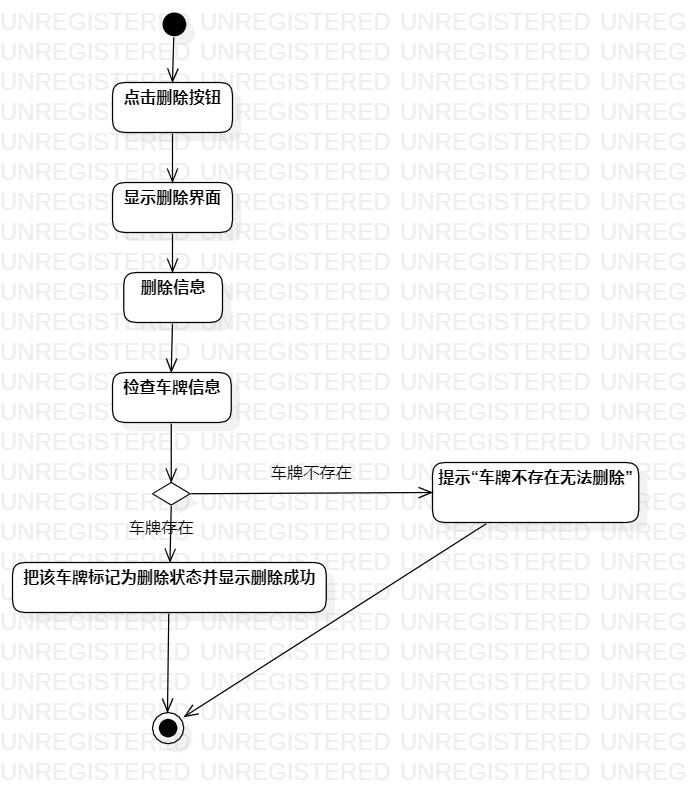 点击删除按钮
显示删除界面
删除信息
检查车牌信息
车牌不存在
提示“车牌不存在无法删除”
车牌存在
把该车牌标记为删除状态并显示删除成功
UNREGISTERED